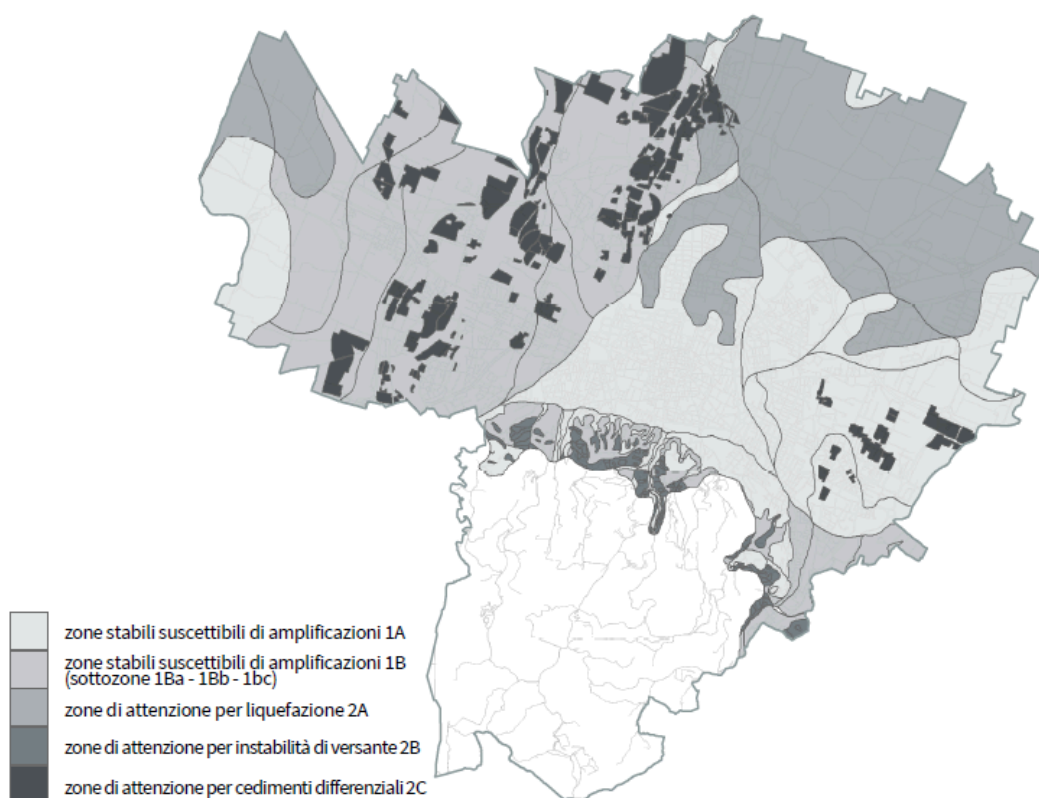 zone stabili suscettibili di amplificazioni 1A
zone stabili suscettibili di amplificazioni 1B
(sottozone 1Ba - 1Bb - 1bc)
zone di attenzione per liquefazione 2A
zone di attenzione per instabilità di versante 2B
zone di attenzione per cedimenti differenziali 2C